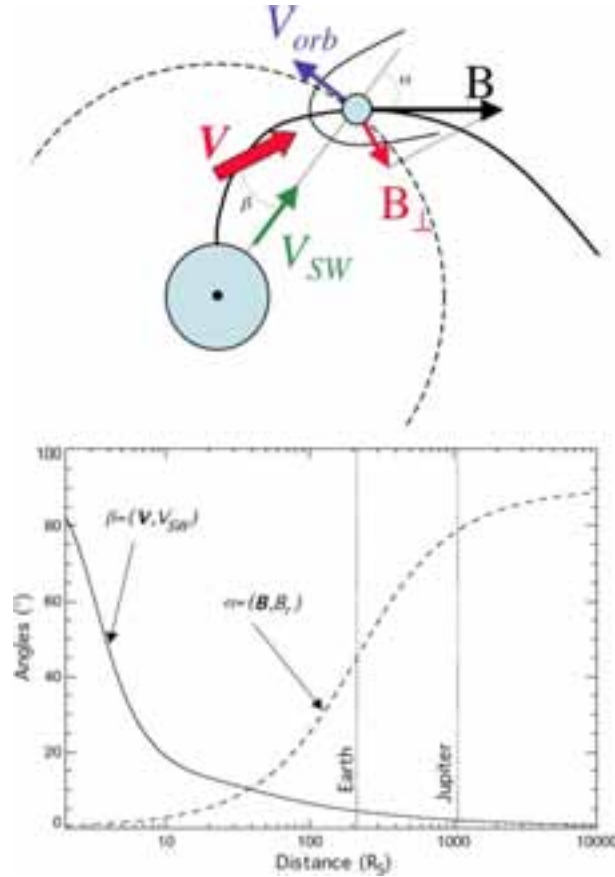 V_orb
α
B
V
β
B_⊥
V_SW
100
80
60
40
20
0
Angles (°)
β=(V,V_SW)
α=(B,B_r)
Earth
Jupiter
10
100
1000
10000
Distance (R_S)